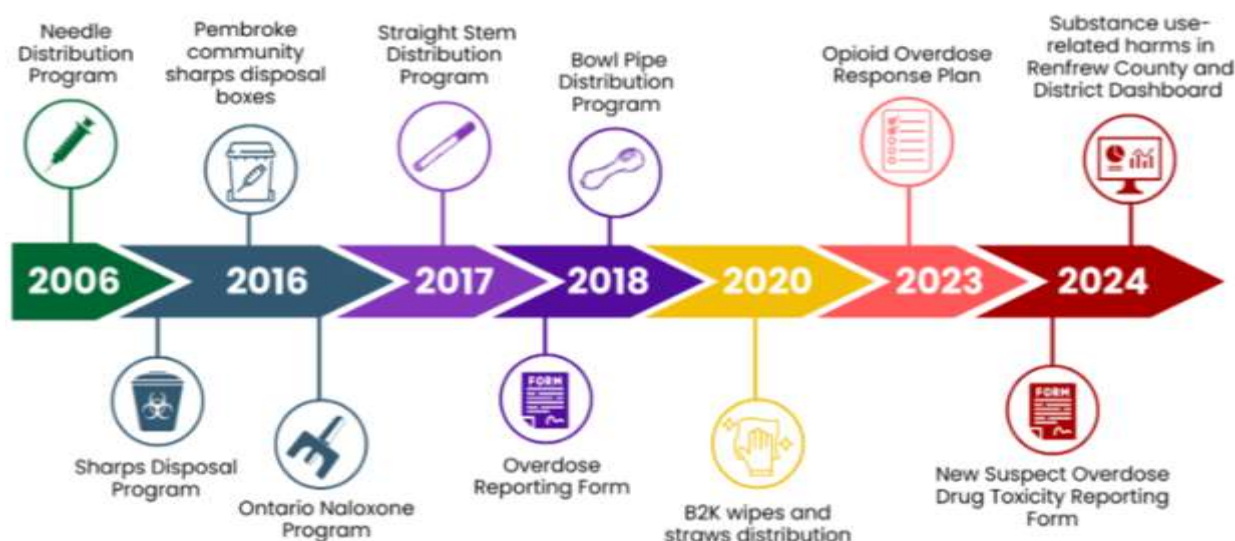 Needle
Distribution
Program
Pembroke
community
sharps disposal
boxes
Straight Stem
Distribution
Program
Bowl Pipe
Distribution
Program
Opioid Overdose
Response Plan
Substance use-
related harms in
Renfrew County and
District Dashboard
2006
2016
2017
2018
2020
2023
2024
Sharps Disposal
Program
Ontario Naloxone
Program
FORM
Overdose
Reporting Form
B2K wipes and
straws distribution
FORM
New Suspect Overdose
Drug Toxicity Reporting
Form